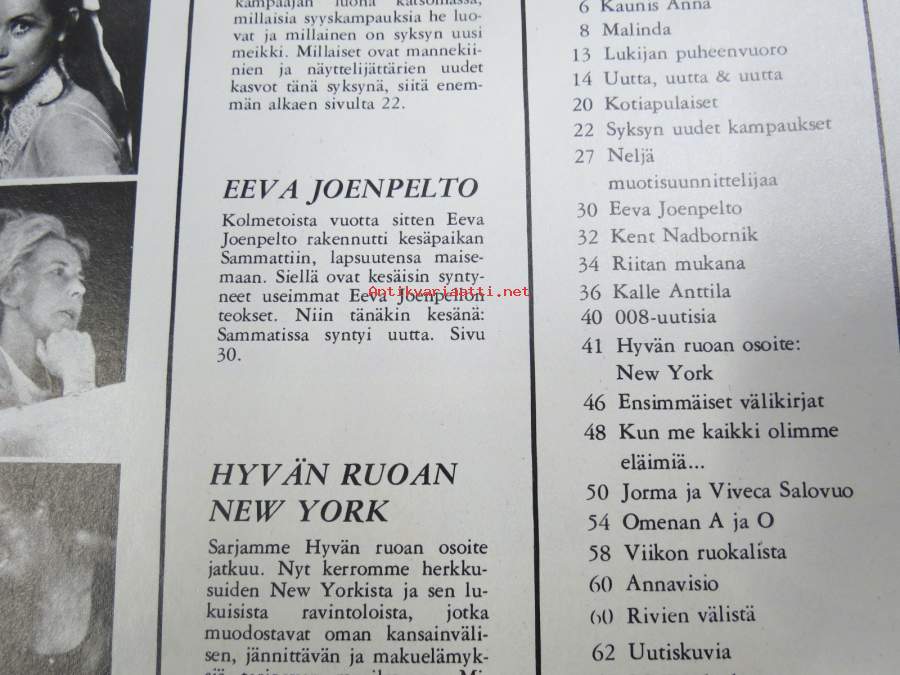 kampaajan luona katsomassa,
millaisia syyskampauksia he luo-
vat ja millainen on syksyn uusi
meikki. Millaiset ovat mannekii-
nien ja näyttelijättärien uudet
kasvot tänä syksynä, siitä enem-
män alkaen sivulta 22.
EEVA JOENPELTO
Kolmetoista vuotta sitten Eeva
Joenpelto rakennutti kesäpaikan
Sammattiin, lapsuutensa maise-
maan. Siellä ovat kesäisin synty-
neet useimmat Eeva Joenpellon
teokset. Niin tänäkin kesänä:
Sammatissa syntyi uutta. Sivu
30.
HYVÄN RUOAN
NEW YORK
Sarjamme Hyvän ruoan osoite
jatkuu. Nyt kerromme herkku-
suiden New Yorkista ja sen lu-
kuisista ravintoloista, jotka
muodostavat oman kansainväli-
sen, jännittävän ja makuelämyk-
6 Kaunis Anna
8 Malinda
13 Lukijan puheenvuoro
14 Uutta, uutta & uutta
20 Kotiapulaiset
22 Syksyn uudet kampaukset
27 Neljä
muotisuunnittelijaa
30 Eeva Joenpelto
32 Kent Nadbornik
34 Riitan mukana
36 Kalle Anttila
40 008-uutisia
41 Hyvän ruoan osoite:
New York
46 Ensimmäiset välikirjat
48 Kun me kaikki olimme
eläimiä...
50 Jorma ja Viveca Salovuo
54 Omenan A ja O
58 Viikon ruokalista
60 Annavisio
60 Rivien välistä
62 Uutiskuvia
Antikvariaatti.net